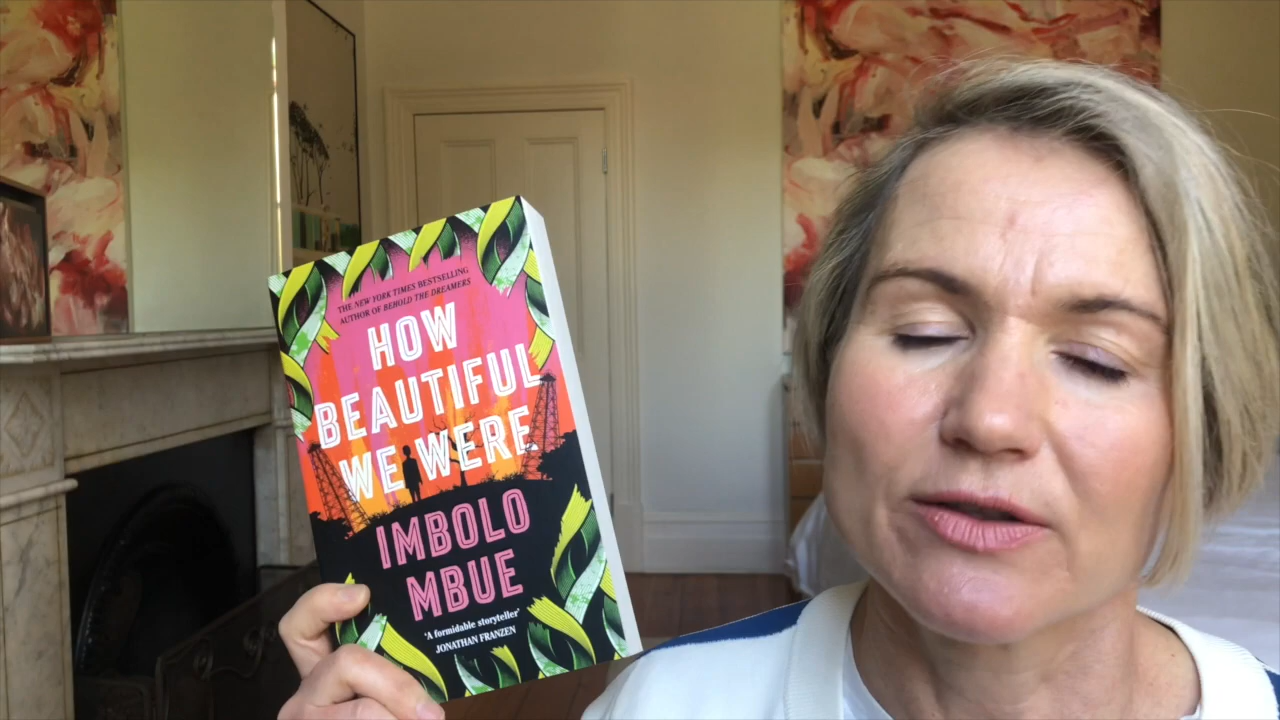 THE NEW YORK TIMES BESTSELLING
AUTHOR OF BEHOLD THE DREAMERS
HOW
BEAUTIFUL
WE WERE
IMBOLO
MBUE
'A formidable storyteller'
JONATHAN FRANZEN